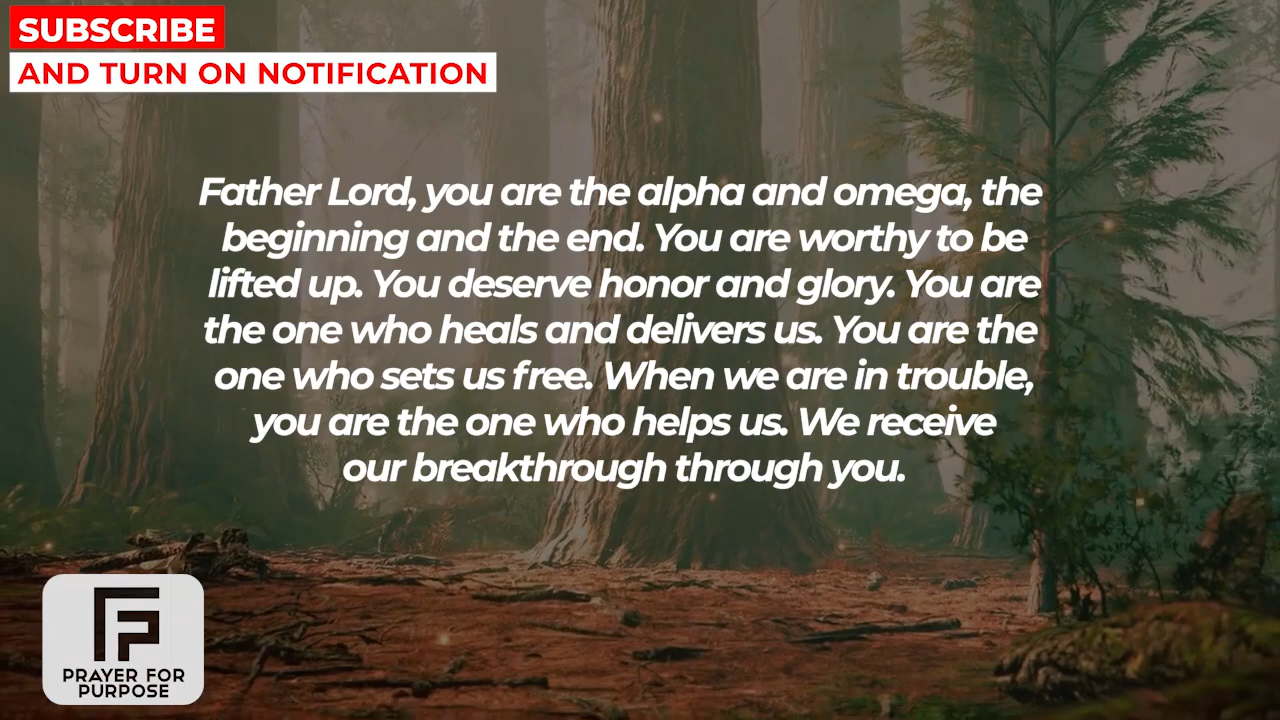 SUBSCRIBE
AND TURN ON NOTIFICATION
Father Lord, you are the alpha and omega, the
beginning and the end. You are worthy to be
lifted up. You deserve honor and glory. You are
the one who heals and delivers us. You are the
one who sets us free. When we are in trouble,
you are the one who helps us. We receive
our breakthrough through you.
PRAYER FOR
PURPOSE